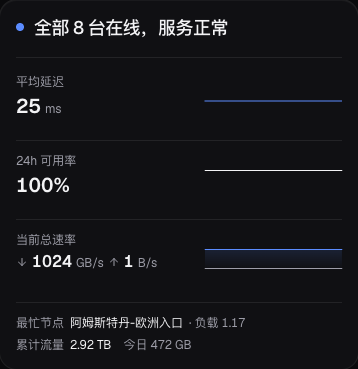 全部 8 台在线，服务正常
平均延迟
25 ms
24h 可用率
100%
当前总速率
↓ 1024 GB/s ↑ 1 B/s
最忙节点 阿姆斯特丹-欧洲入口 · 负载 1.17
累计流量 2.92 TB 今日 472 GB